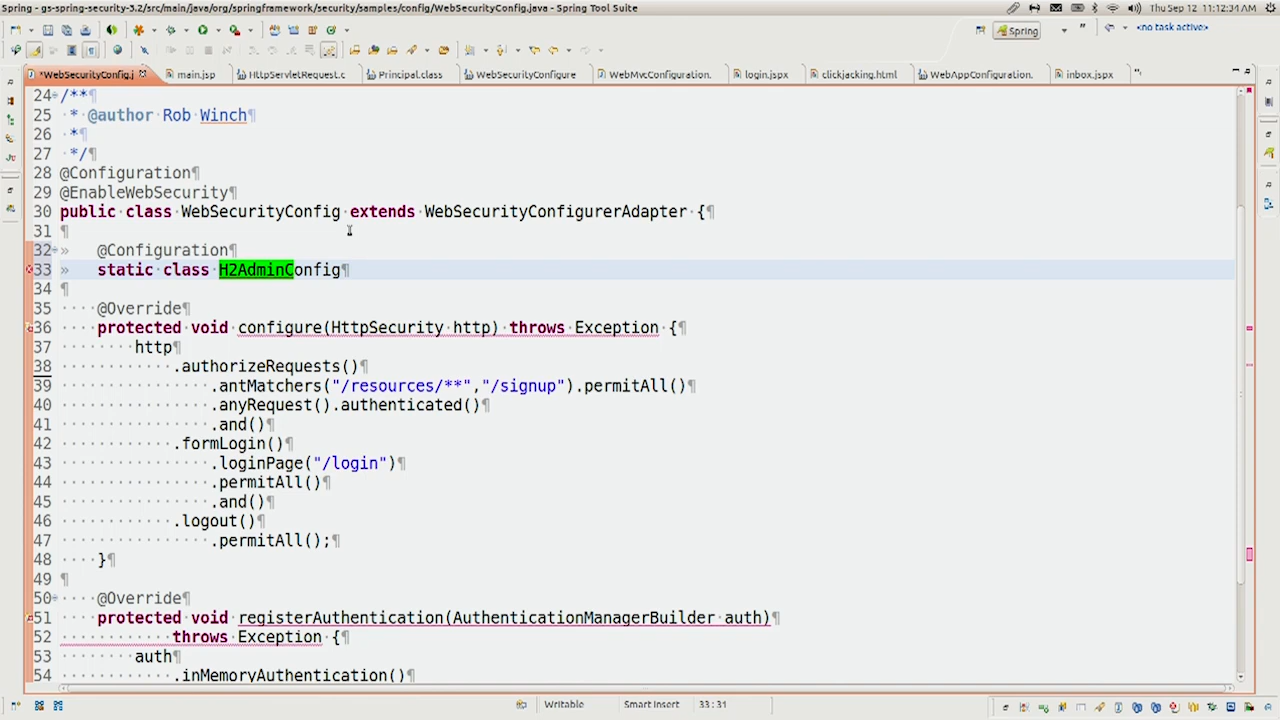 Spring - gs-spring-security-3.2/src/main/java/org/springframework/security/samples/config/WebSecurityConfig.java - Spring Tool Suite
Thu Sep 12 11:12:34 AM
Spring
<no task active>
*WebSecurityConfig.j
main.jsp
HttpServletRequest.c
Principal.class
WebSecurityConfigure
WebMvcConfiguration.
login.jspx
clickjacking.html
WebAppConfiguration.
inbox.jspx
24 /**¶
25 * @author Rob Winch¶
26 *¶
27 */¶
28 @Configuration¶
29 @EnableWebSecurity¶
30 public class WebSecurityConfig extends WebSecurityConfigurerAdapter {¶
31 ¶
32 » @Configuration¶
33 » static class H2AdminConfig¶
34 ¶
35 ····@Override¶
36 ····protected void configure(HttpSecurity http) throws Exception {¶
37 ········http¶
38 ············.authorizeRequests()¶
39 ················.antMatchers("/resources/**","/signup").permitAll()¶
40 ················.anyRequest().authenticated()¶
41 ················.and()¶
42 ············.formLogin()¶
43 ················.loginPage("/login")¶
44 ················.permitAll()¶
45 ················.and()¶
46 ············.logout()¶
47 ················.permitAll();¶
48 ····}¶
49 ¶
50 ····@Override¶
51 ····protected void registerAuthentication(AuthenticationManagerBuilder auth)¶
52 ············throws Exception {¶
53 ········auth¶
54 ············.inMemoryAuthentication()¶
Writable
Smart Insert
33 : 31